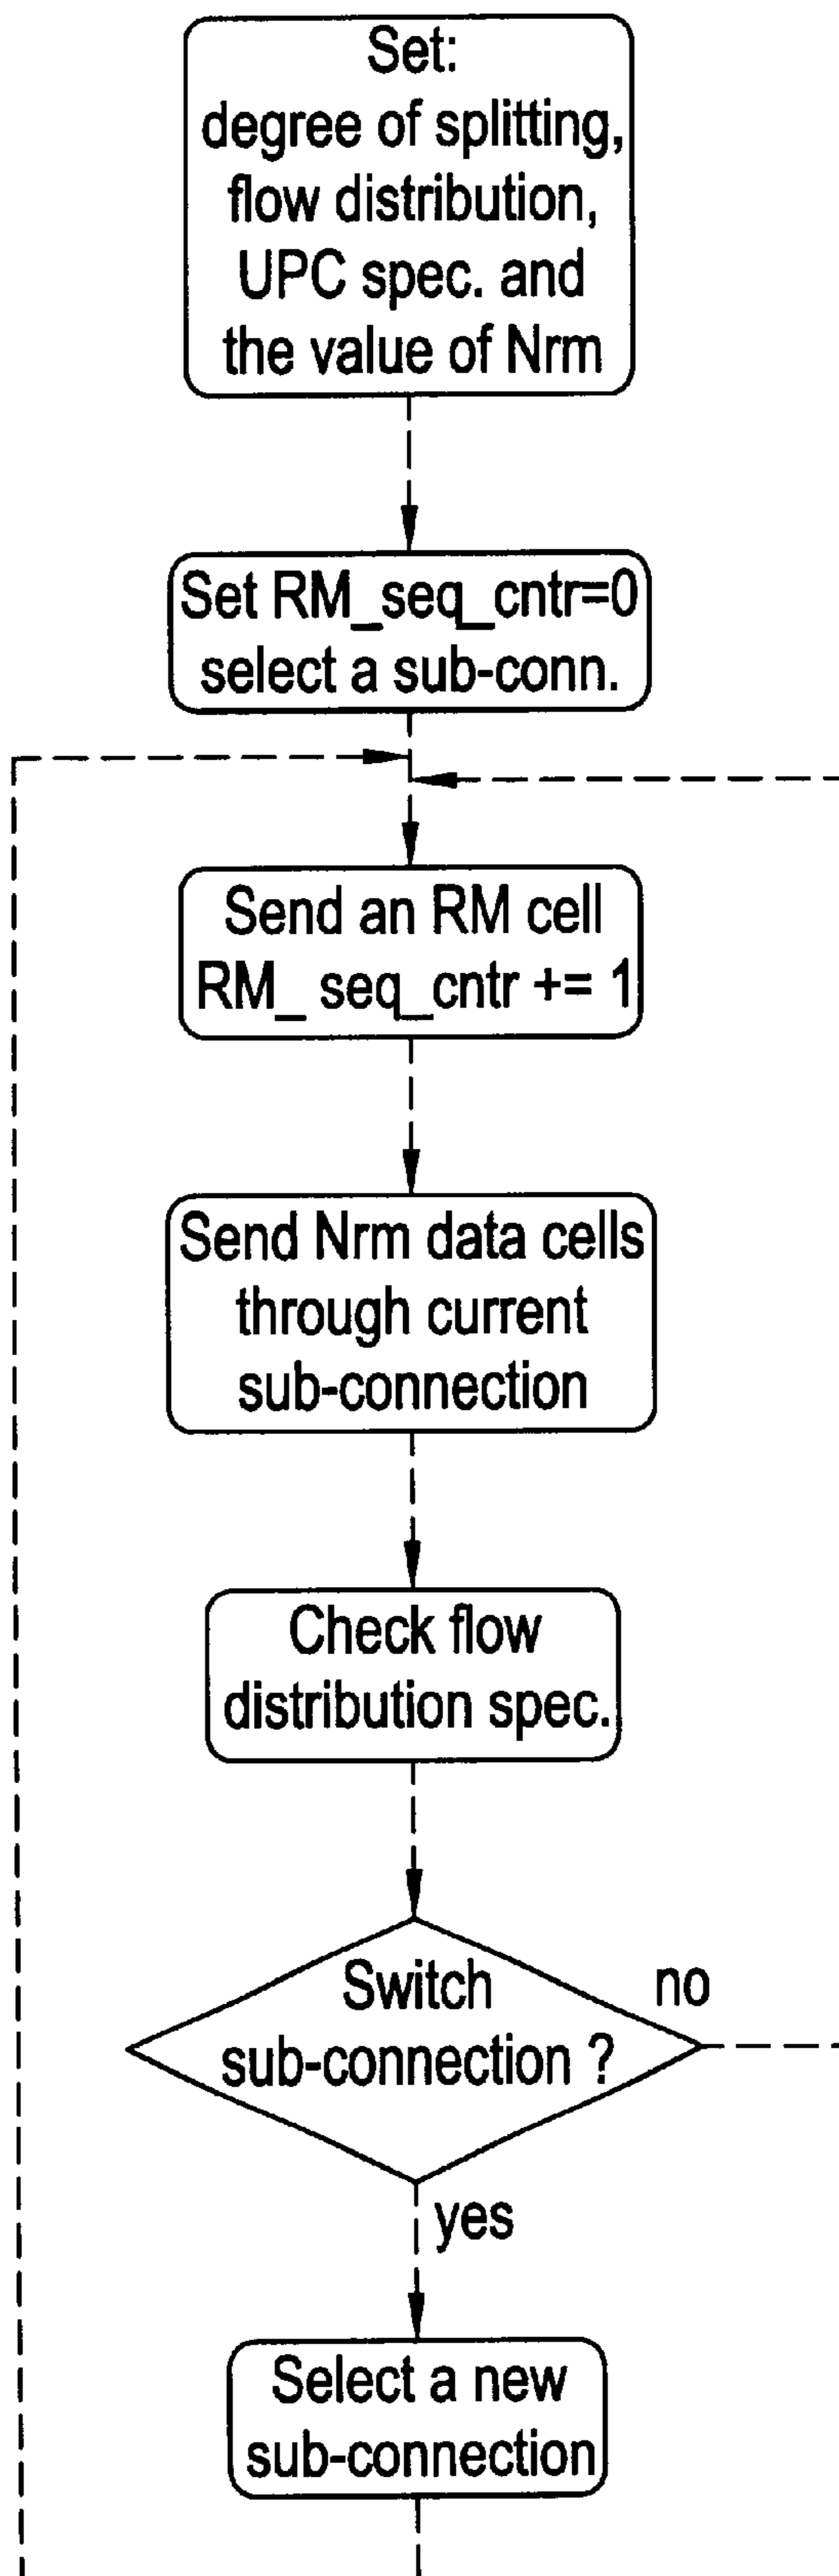 Set:
degree of splitting,
flow distribution,
UPC spec. and
the value of Nrm
Set RM_seq_cntr=0
select a sub-conn.
Send an RM cell
RM_ seq_cntr += 1
Send Nrm data cells
through current
sub-connection
Check flow
distribution spec.
Switch
sub-connection ?
no
yes
Select a new
sub-connection